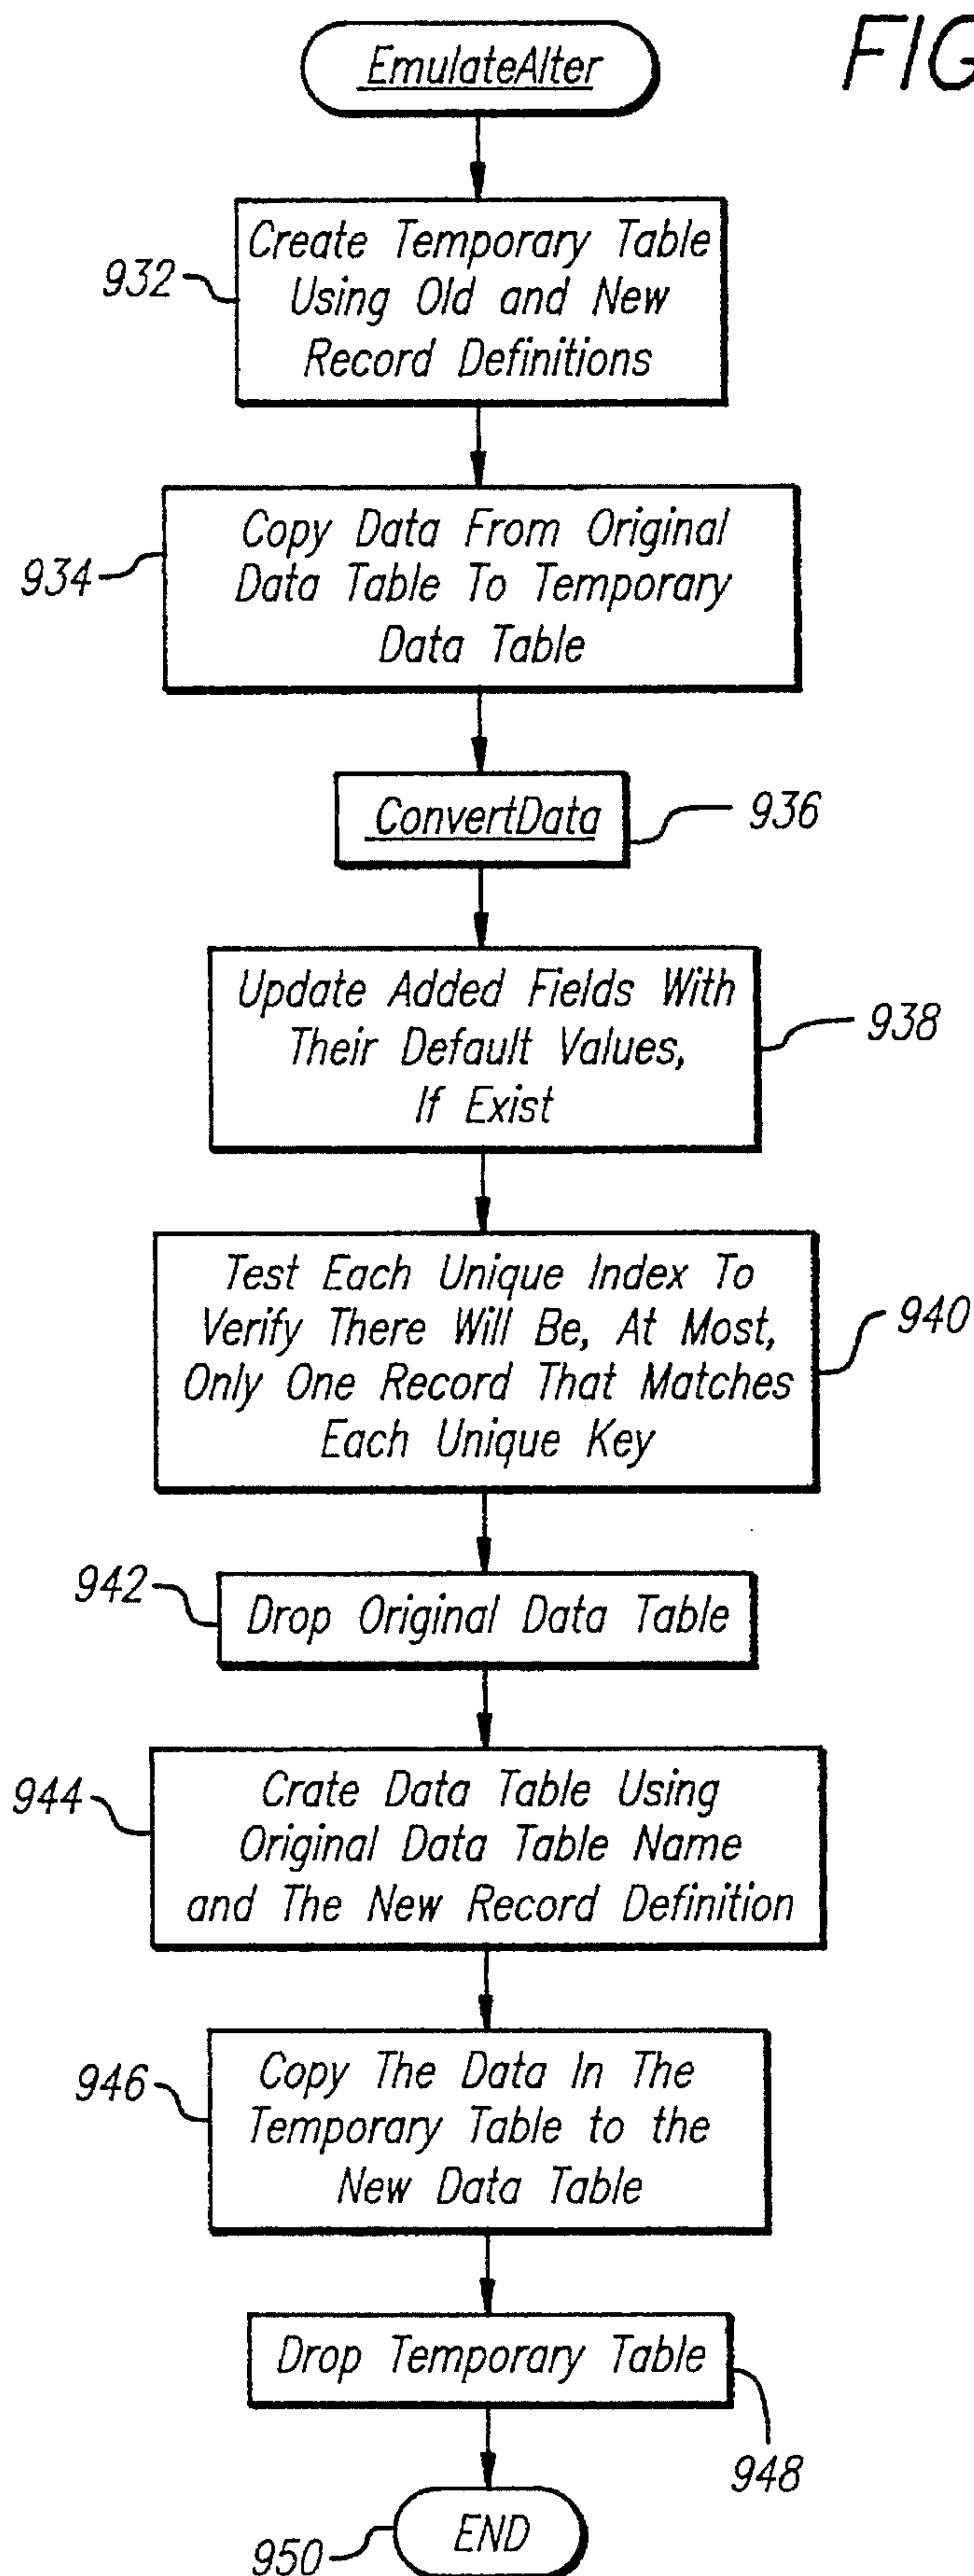 FIG
EmulateAlter
932
Create Temporary Table
Using Old and New
Record Definitions
934
Copy Data From Original
Data Table To Temporary
Data Table
ConvertData
936
Update Added Fields With
Their Default Values,
If Exist
938
Test Each Unique Index To
Verify There Will Be, At Most,
Only One Record That Matches
Each Unique Key
940
942
Drop Original Data Table
944
Crate Data Table Using
Original Data Table Name
and The New Record Definition
946
Copy The Data In The
Temporary Table to the
New Data Table
Drop Temporary Table
948
950
END